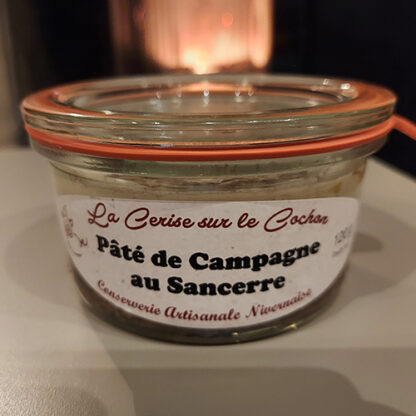 La Cerise sur le Cochon
Pâté de Campagne
au Sancerre
Conserverie Artisanale Nivernaise